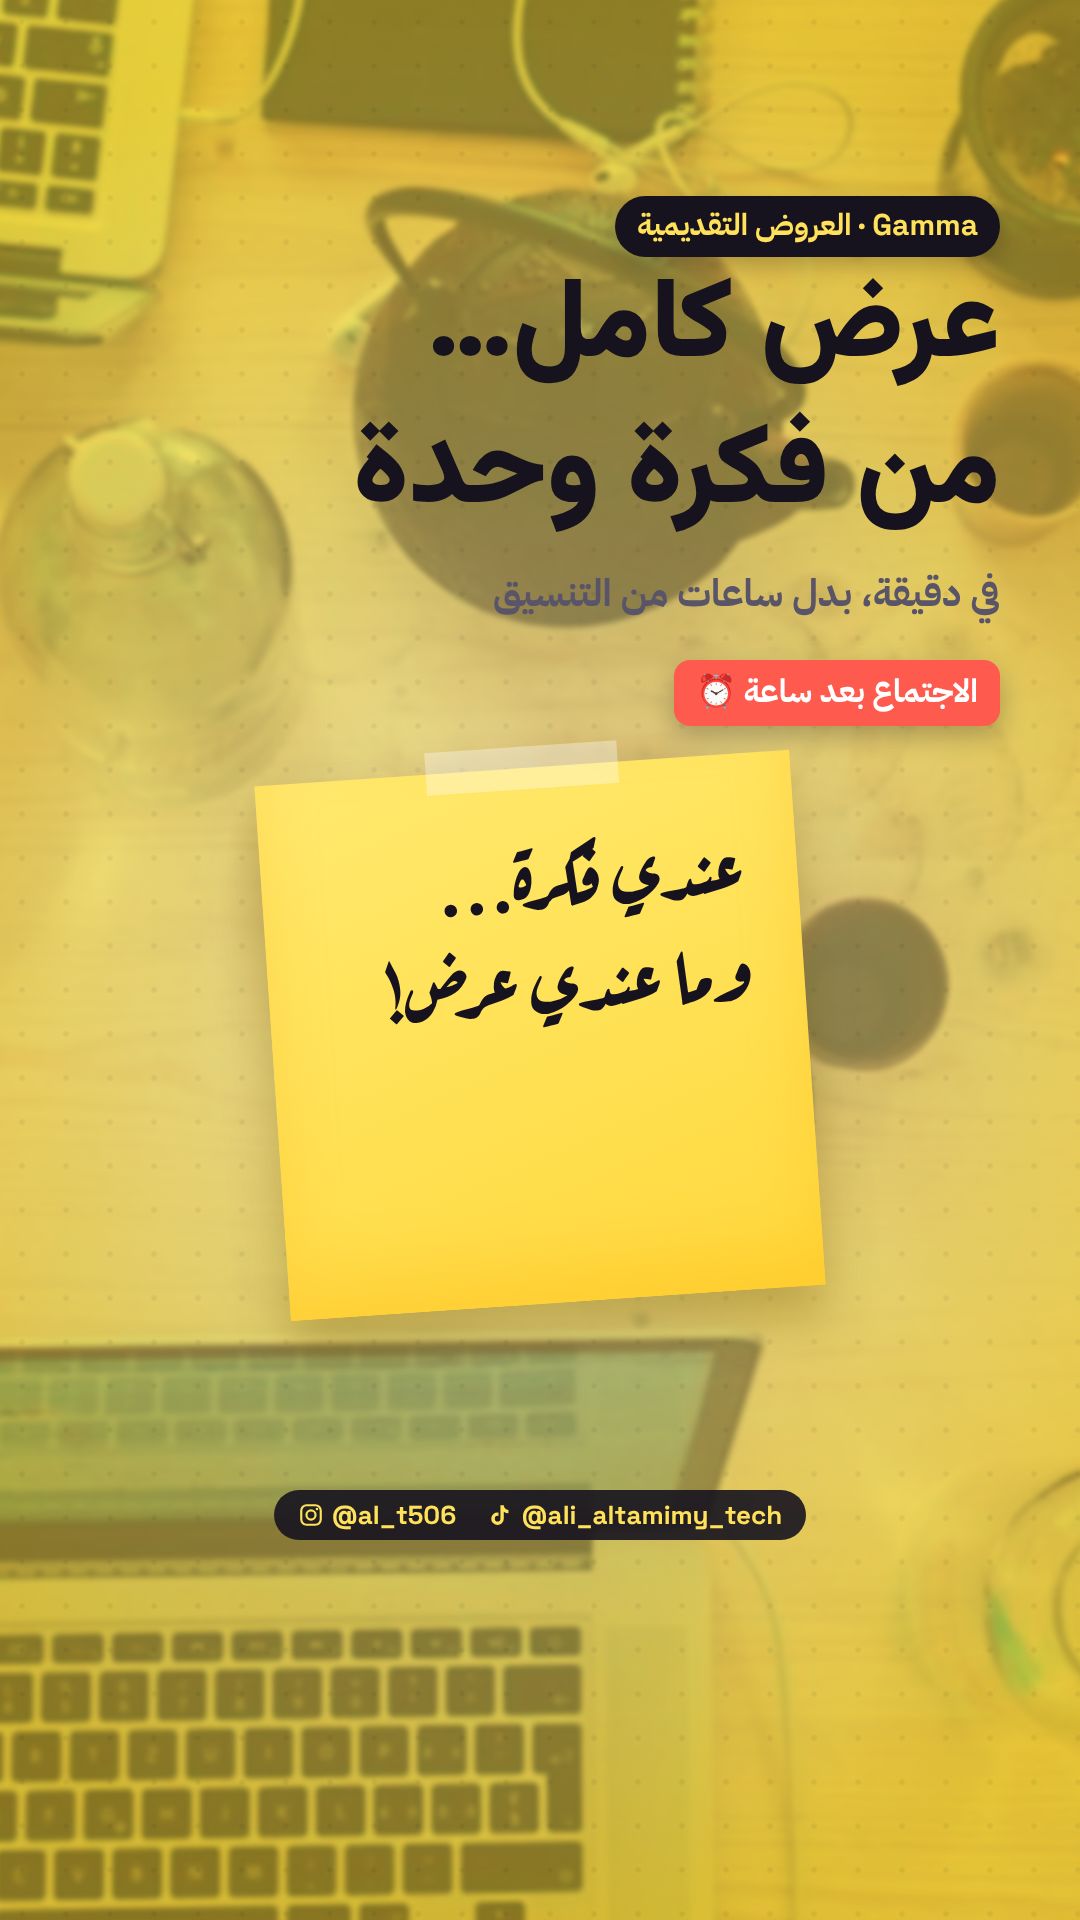 Gamma · العروض التقديمية
عرض كامل...
من فكرة وحدة
في دقيقة، بدل ساعات من التنسيق
الاجتماع بعد ساعة ⏰
عندي فكرة...
وما عندي عرض!
@al_t506 @ali_altamimy_tech